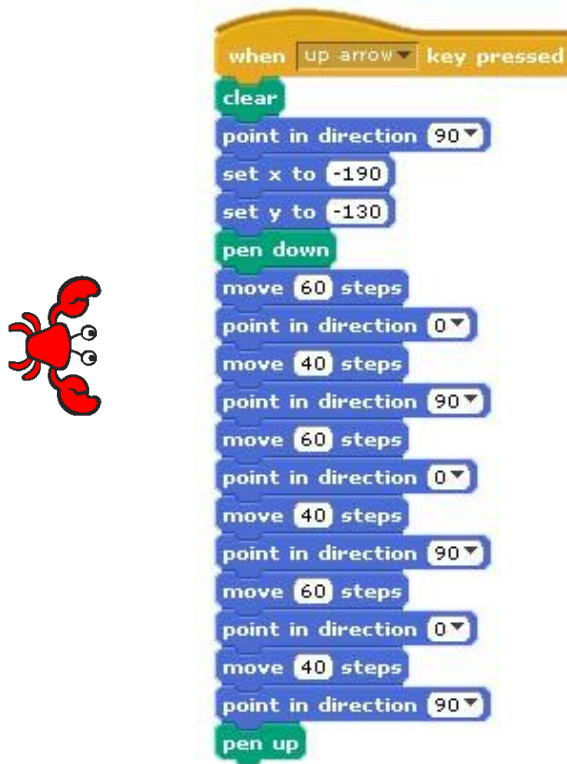 when up arrow key pressed
clear
point in direction 90
set x to -190
set y to -130
pen down
move 60 steps
point in direction 0
move 40 steps
point in direction 90
move 60 steps
point in direction 0
move 40 steps
point in direction 90
move 60 steps
point in direction 0
move 40 steps
point in direction 90
pen up